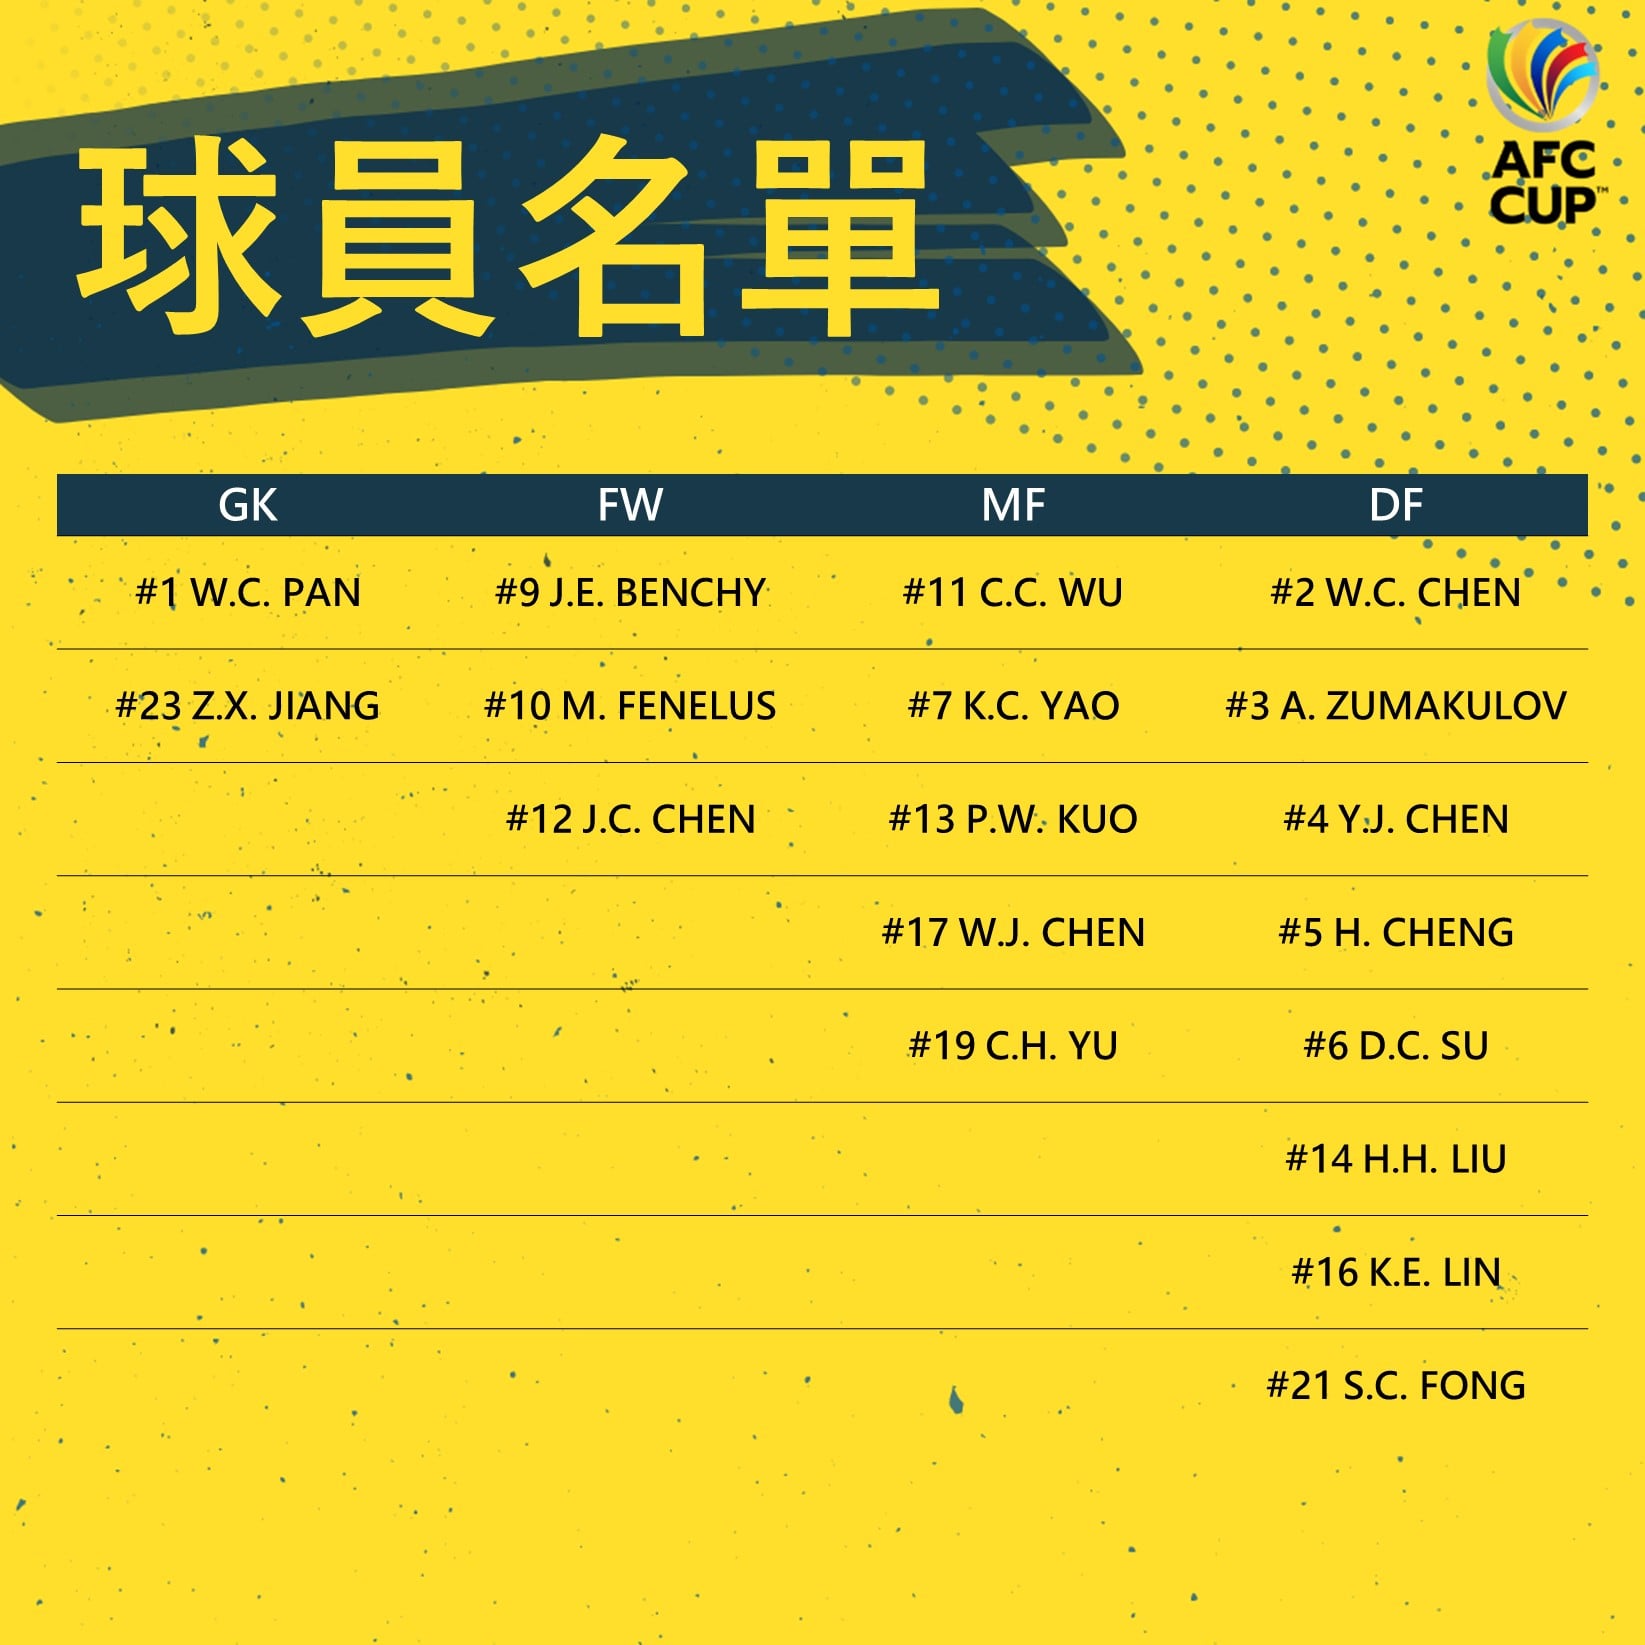 球員名單
AFC
CUP™
GK FW MF DF
#1 W.C. PAN #9 J.E. BENCHY #11 C.C. WU #2 W.C. CHEN
#23 Z.X. JIANG #10 M. FENELUS #7 K.C. YAO #3 A. ZUMAKULOV
#12 J.C. CHEN #13 P.W. KUO #4 Y.J. CHEN
#17 W.J. CHEN #5 H. CHENG
#19 C.H. YU #6 D.C. SU
#14 H.H. LIU
#16 K.E. LIN
#21 S.C. FONG